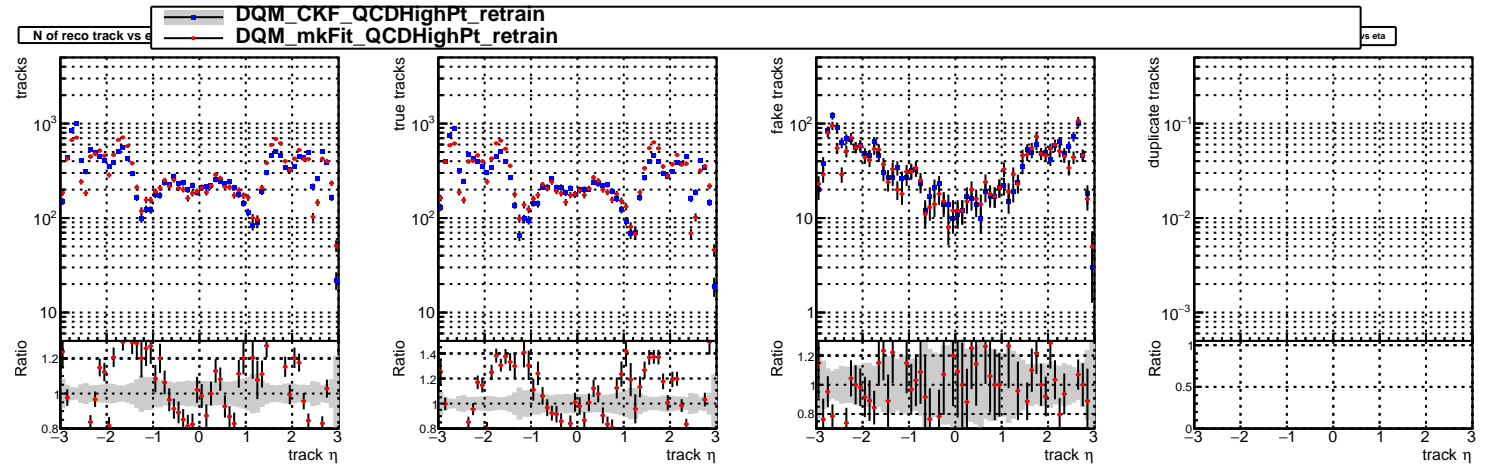 DQM_CKF_QCDHighPt_retrain
DQM_mkFit_QCDHighPt_retrain
N of reco track vs e
vs eta
tracks
10³
10²
10
Ratio
1.2
1
0.8
−3 −2 −1 0 1 2 3
track η
true tracks
10³
10²
10
Ratio
1.4
1.2
1
0.8
−3 −2 −1 0 1 2 3
track η
fake tracks
10²
10
1
Ratio
1.2
1
0.8
−3 −2 −1 0 1 2 3
track η
duplicate tracks
10⁻¹
10⁻²
10⁻³
Ratio
1
0.5
0
−3 −2 −1 0 1 2 3
track η